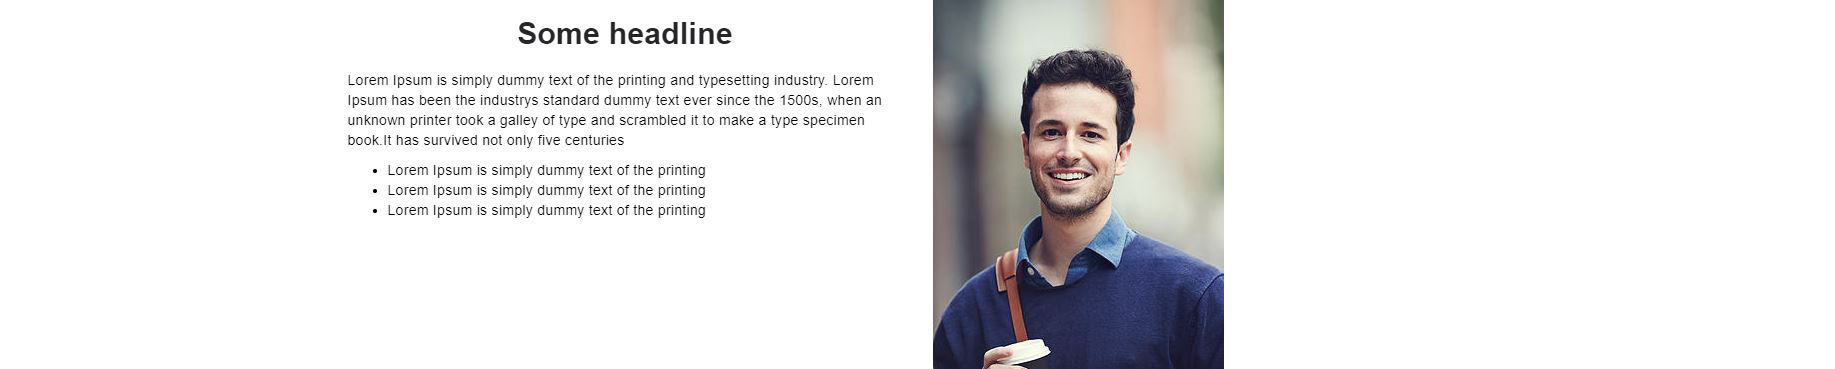 Some headline
Lorem Ipsum is simply dummy text of the printing and typesetting industry. Lorem
Ipsum has been the industrys standard dummy text ever since the 1500s, when an
unknown printer took a galley of type and scrambled it to make a type specimen
book.It has survived not only five centuries
• Lorem Ipsum is simply dummy text of the printing
• Lorem Ipsum is simply dummy text of the printing
• Lorem Ipsum is simply dummy text of the printing